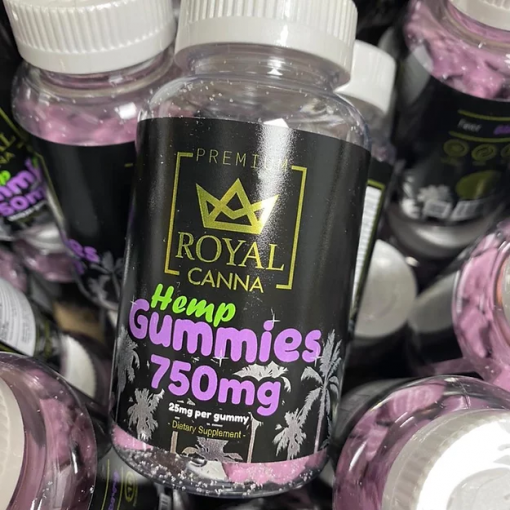 PREMIUM
ROYAL
CANNA
Hemp
Gummies
750mg
25mg per gummy
- Dietary Supplement -